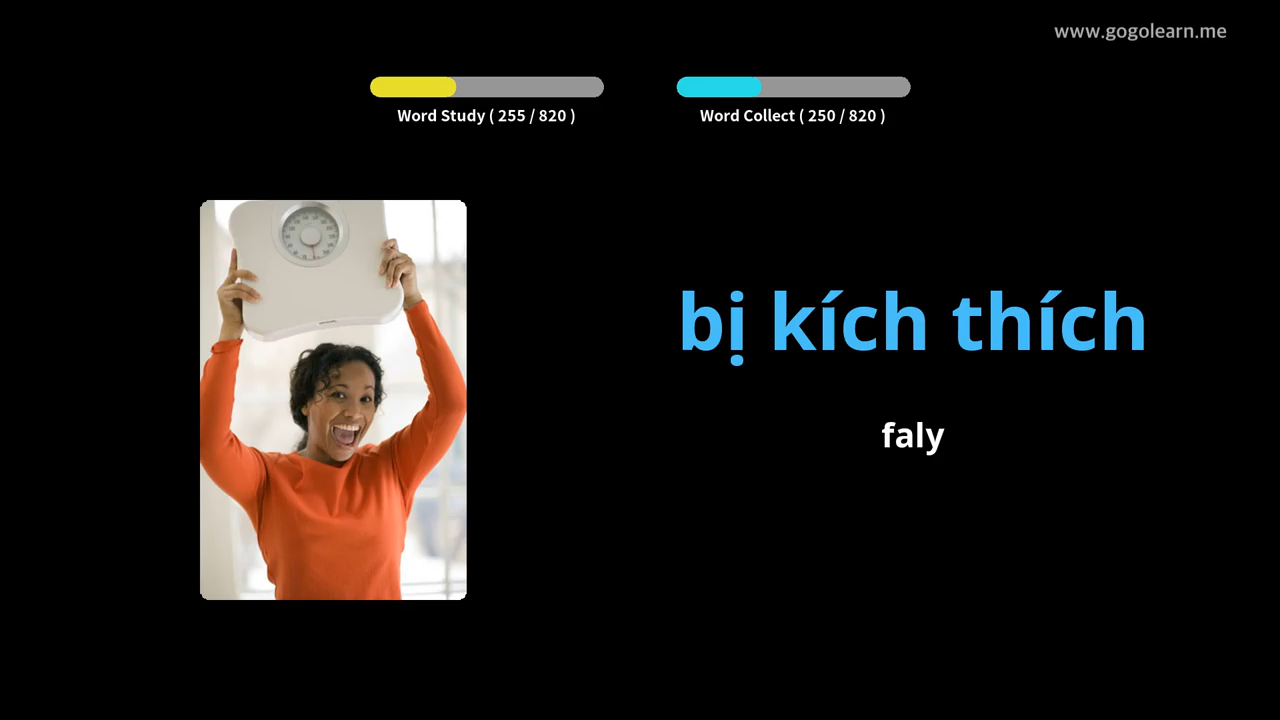 www.gogolearn.me
Word Study ( 255 / 820 )
Word Collect ( 250 / 820 )
bị kích thích
faly